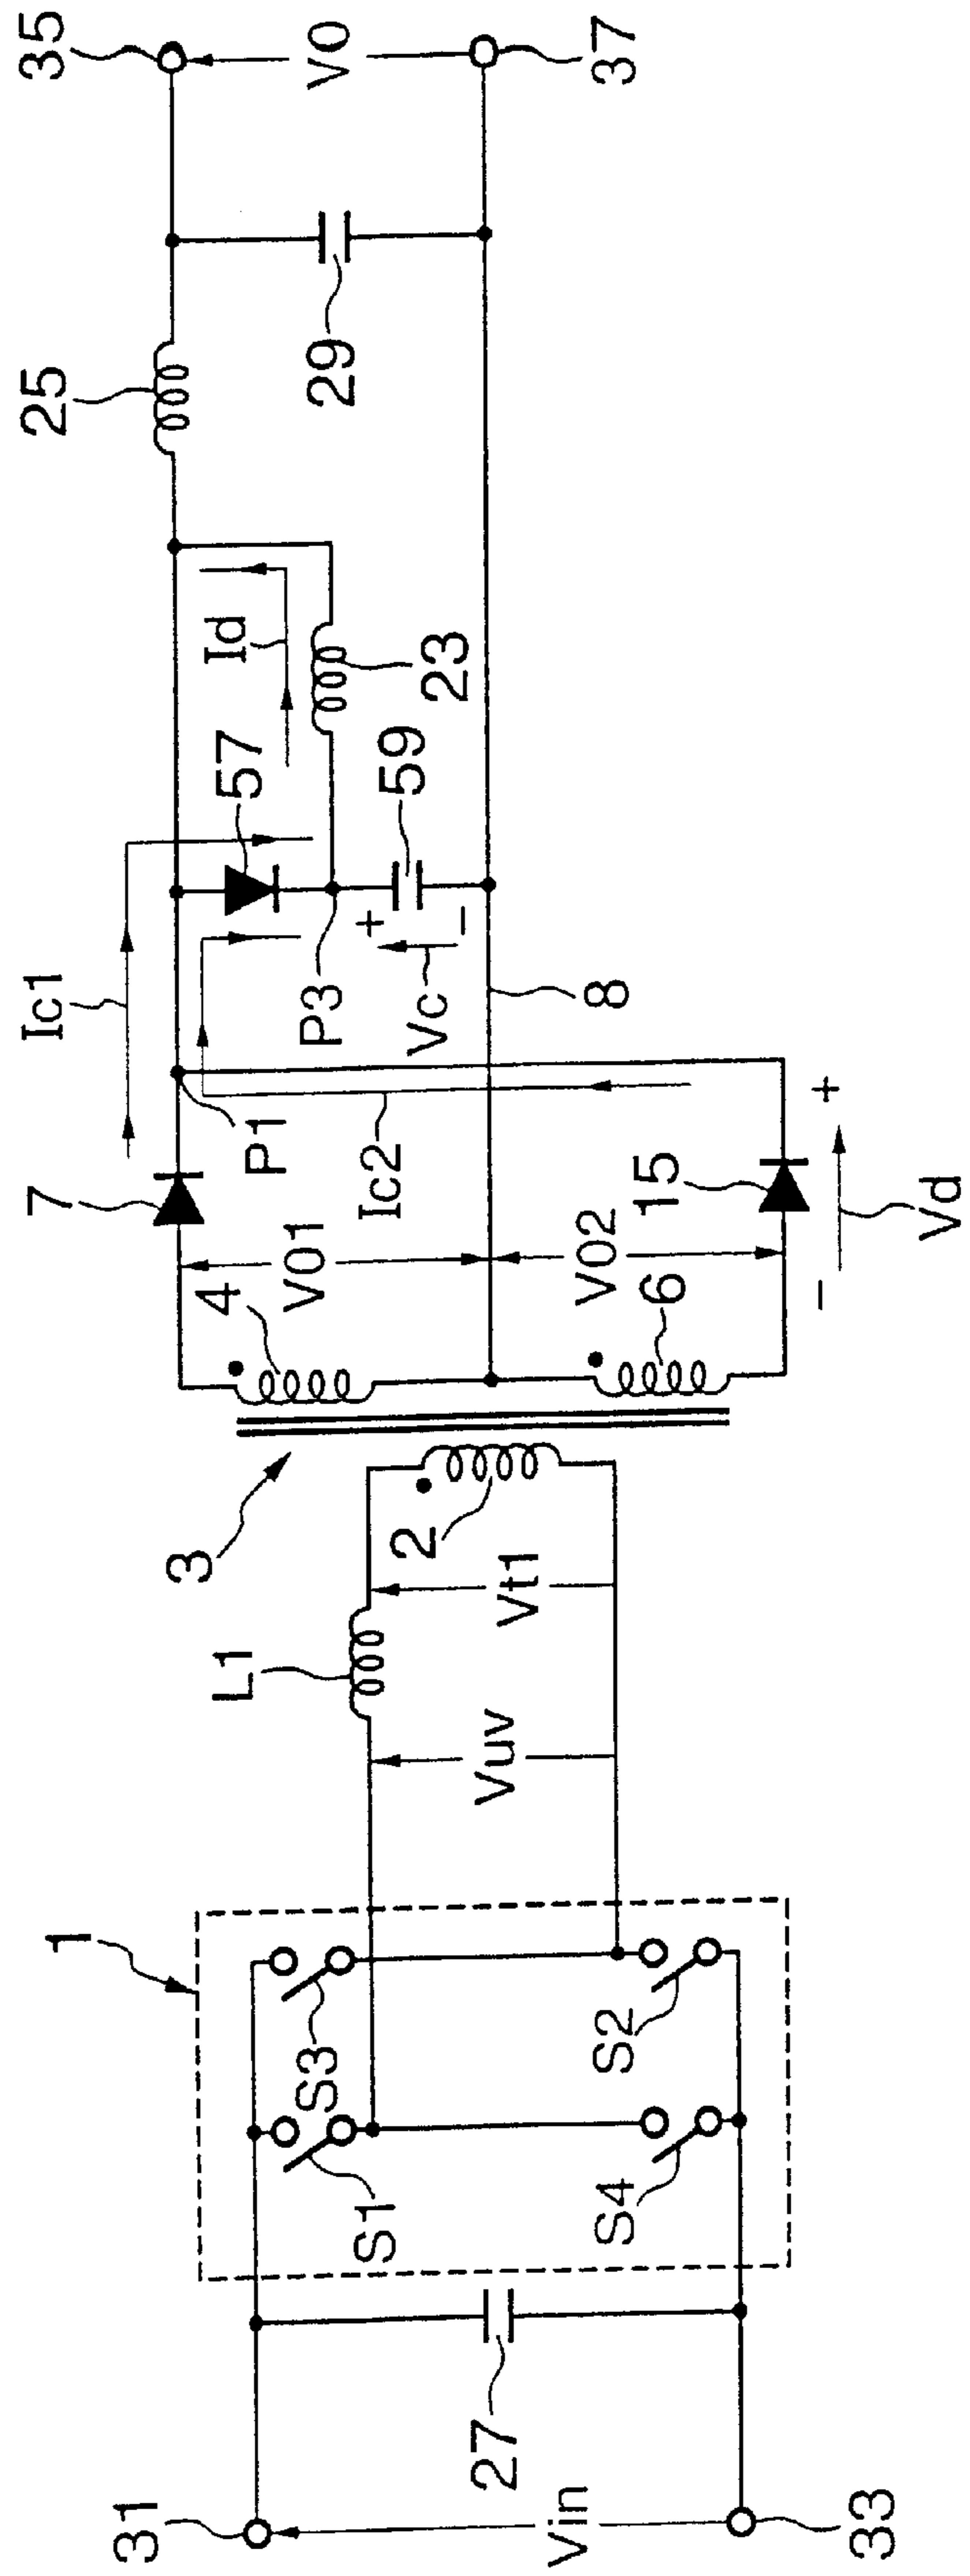 31
Vin
33
27
1
S1
S3
S4
S2
L1
Vuv
Vt1
3
2
4
6
7
V01
V02
15
- +
Vd
P1
Ic1
Ic2
P3
Vc
+
-
8
57
59
Id
23
25
29
35
V0
37